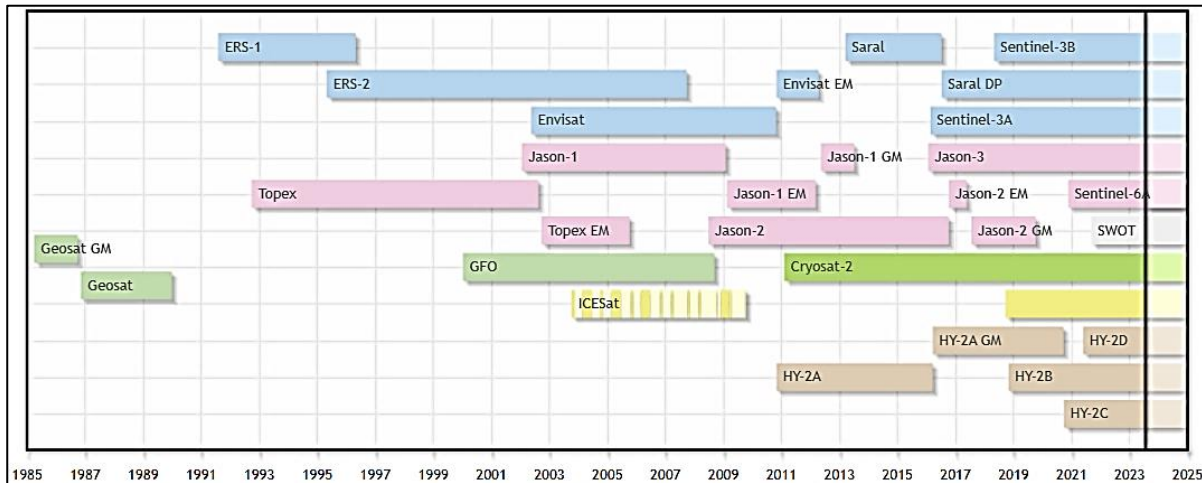 ERS-1
Saral
Sentinel-3B
ERS-2
Envisat EM
Saral DP
Envisat
Sentinel-3A
Jason-1
Jason-1 GM
Jason-3
Topex
Jason-1 EM
Jason-2 EM
Sentinel-6A
Topex EM
Jason-2
Jason-2 GM
SWOT
Geosat GM
GFO
Cryosat-2
Geosat
ICESat
HY-2A GM
HY-2D
HY-2A
HY-2B
HY-2C
1985 1987 1989 1991 1993 1995 1997 1999 2001 2003 2005 2007 2009 2011 2013 2015 2017 2019 2021 2023 2025